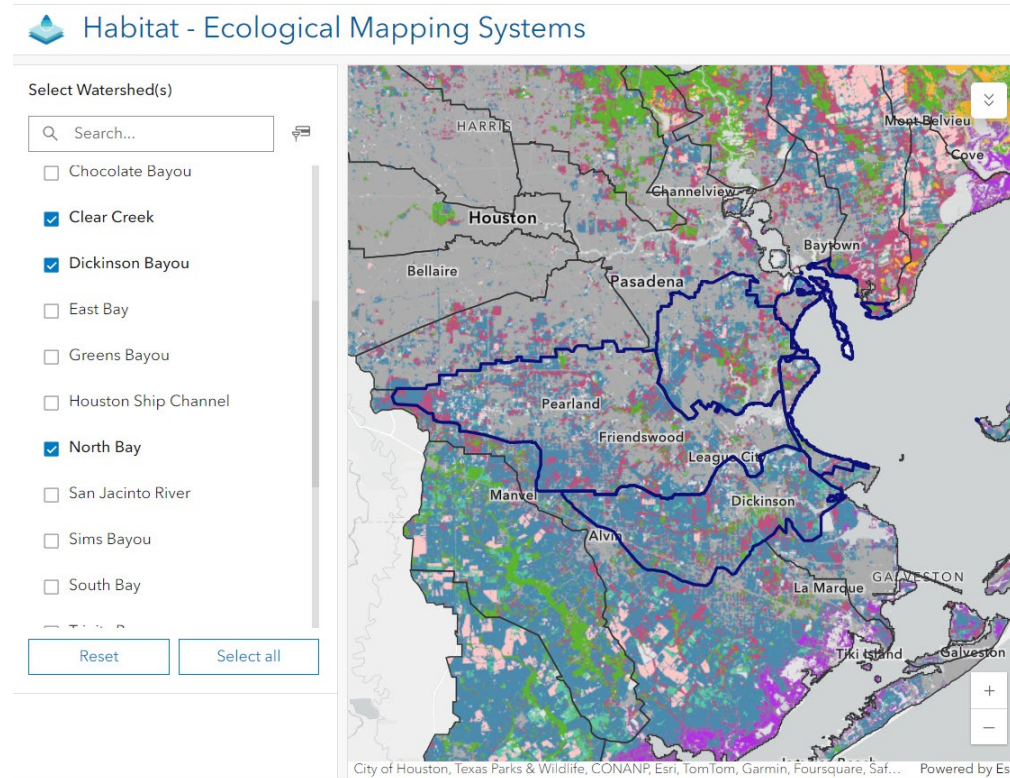 Habitat - Ecological Mapping Systems
Select Watershed(s)
Search...
Chocolate Bayou
Clear Creek
Dickinson Bayou
East Bay
Greens Bayou
Houston Ship Channel
North Bay
San Jacinto River
Sims Bayou
South Bay
Reset
Select all
HARRIS
Mont Belvieu
Cove
Channelview
Houston
Baytown
Bellaire
Pasadena
Pearland
Friendswood
League City
Manvel
Dickinson
Alvin
La Marque
GALVESTON
Tiki Island
Galveston
City of Houston, Texas Parks & Wildlife, CONANP, Esri, TomTom, Garmin, Foursquare, Saf...
Powered by Es